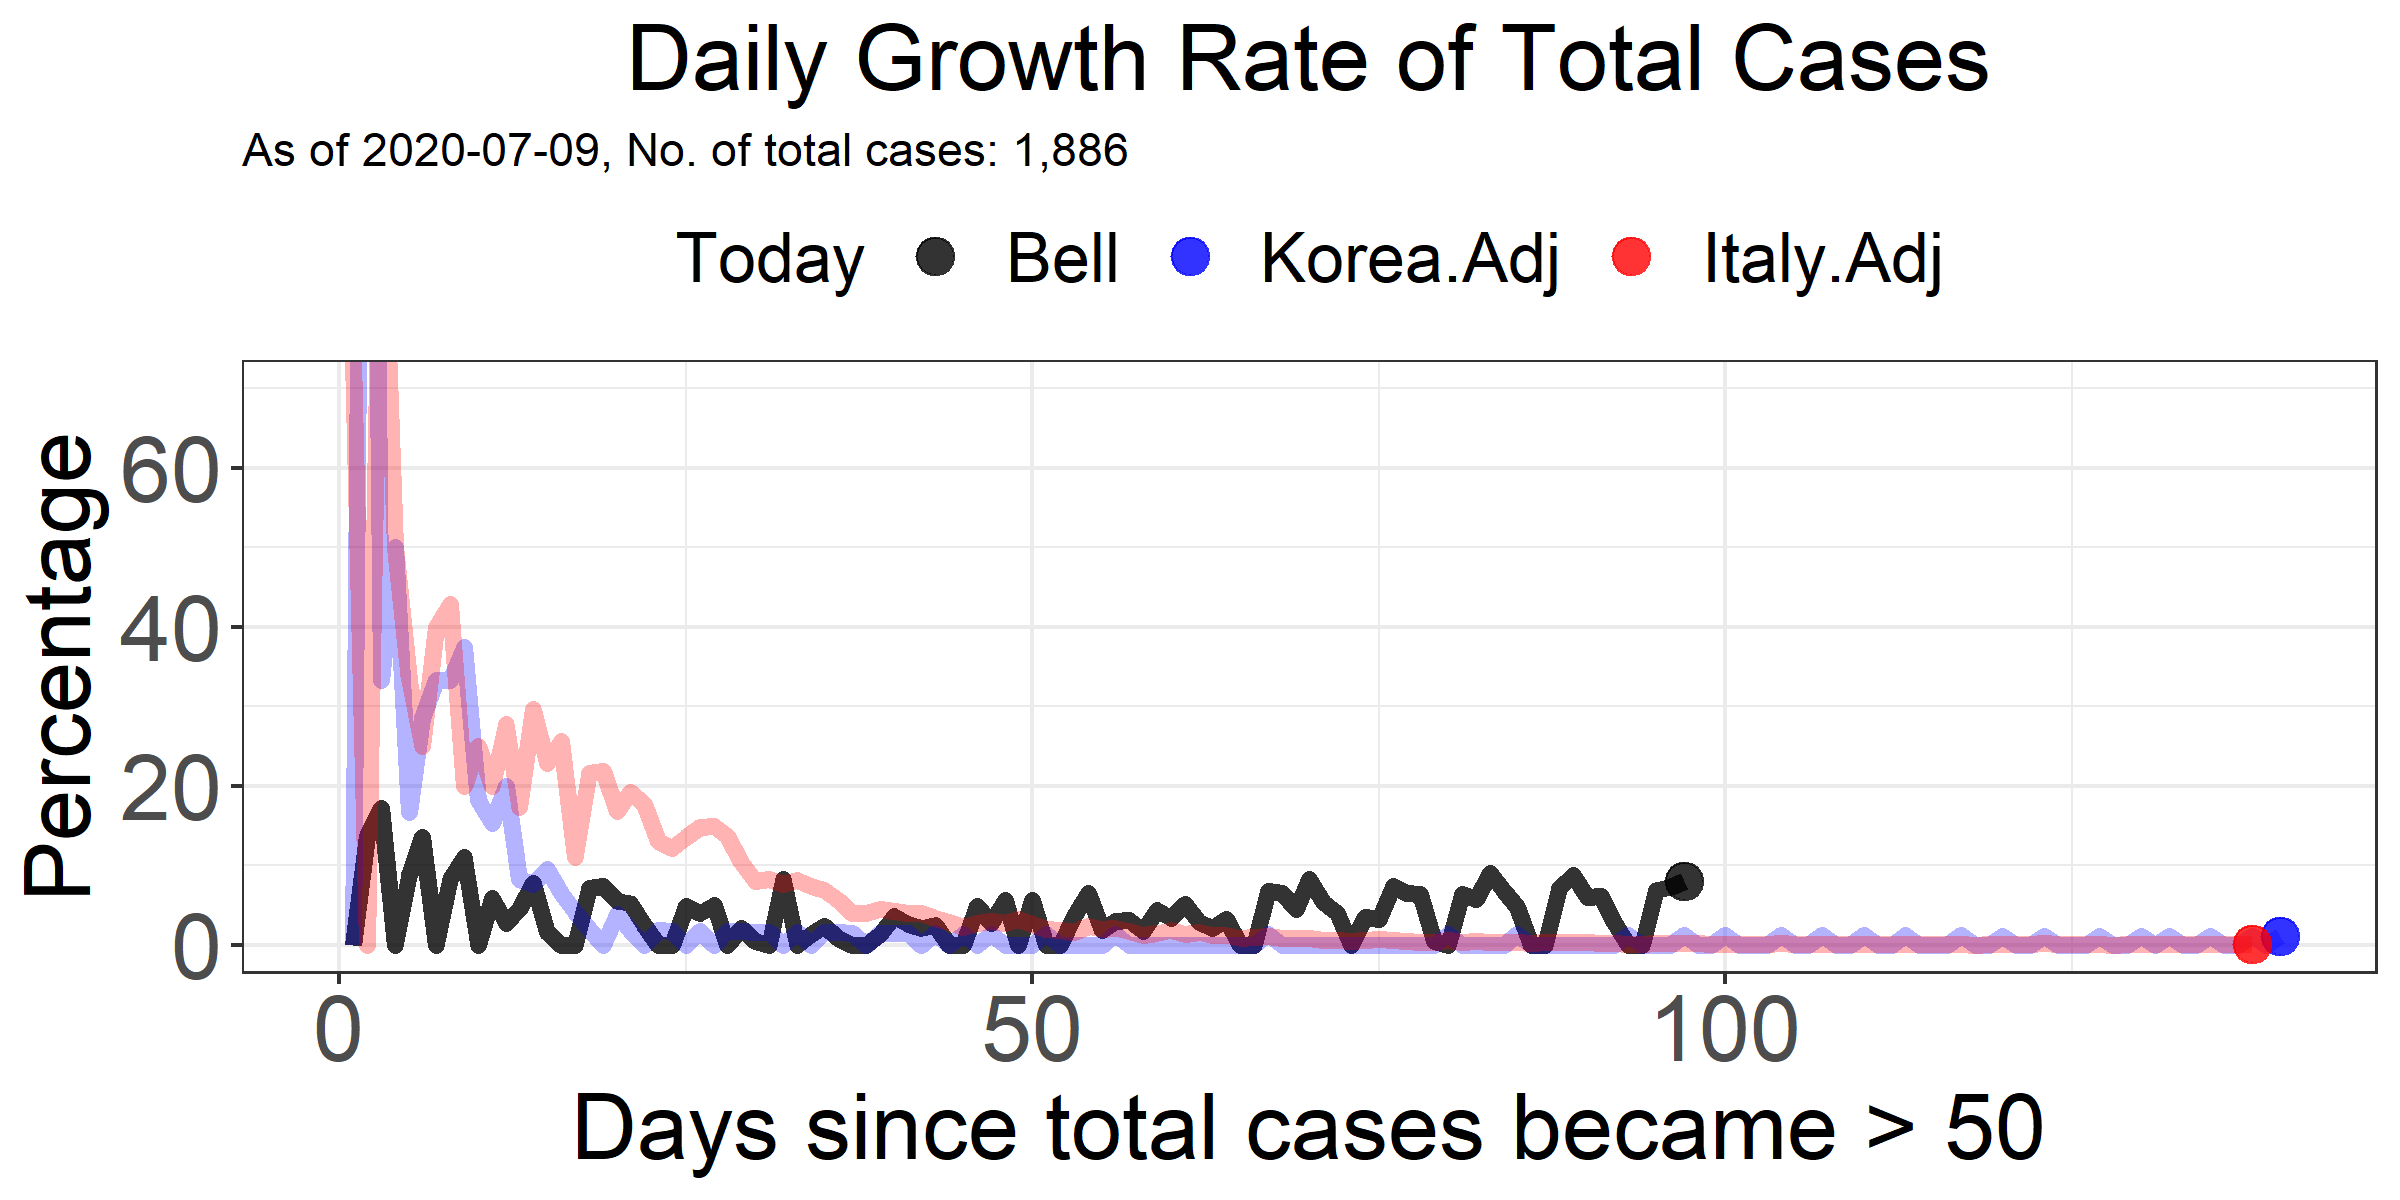 Daily Growth Rate of Total Cases
As of 2020-07-09, No. of total cases: 1,886
Today Bell Korea.Adj Italy.Adj
Percentage
60
40
20
0
0 50 100
Days since total cases became > 50